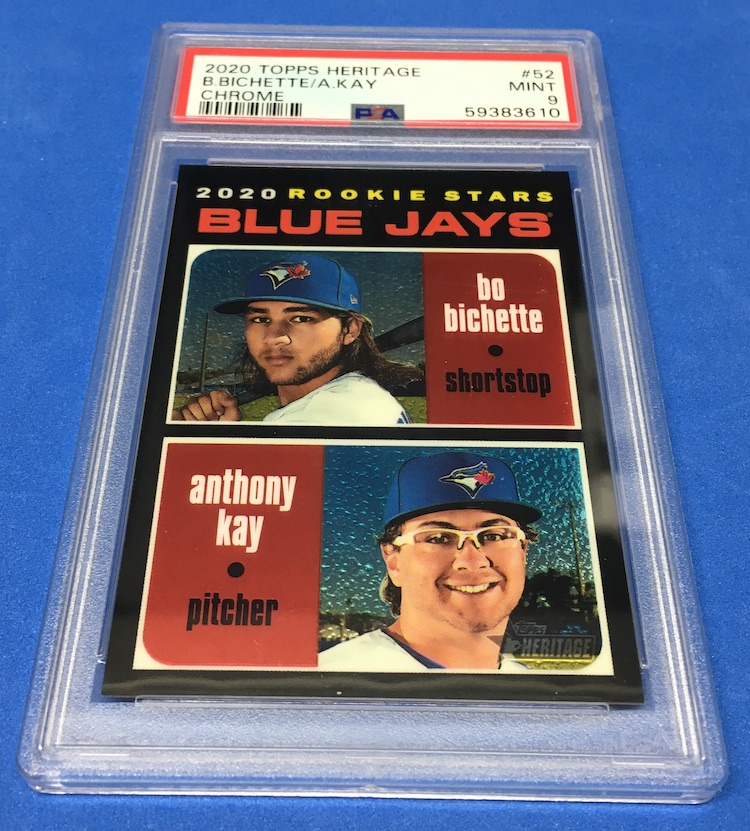 2020 TOPPS HERITAGE #52
B.BICHETTE/A.KAY MINT
CHROME 9
PSA 59383610
2020 ROOKIE STARS
BLUE JAYS
bo
bichette
shortstop
anthony
kay
pitcher
topps
HERITAGE